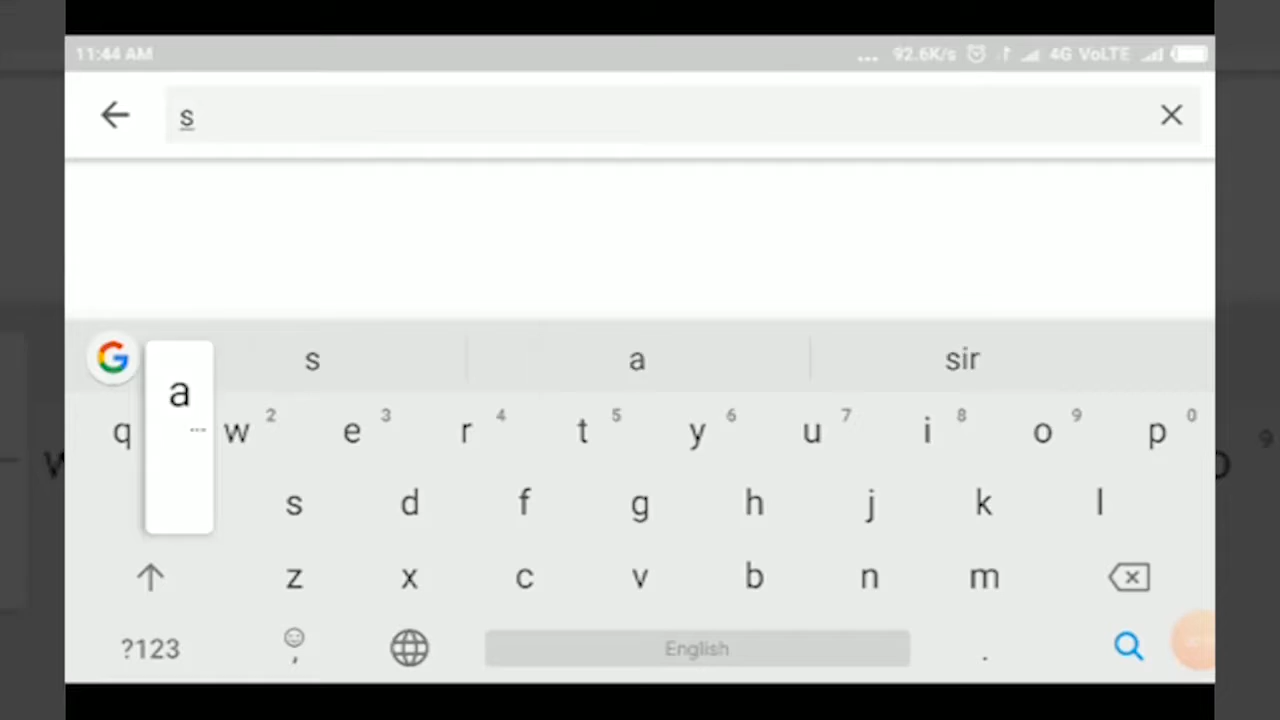 11:44 AM ... 92.6K/s 4G VoLTE
s
G s a sir
a
q w 2 e 3 r 4 t 5 y 6 u 7 i 8 o 9 p 0
s d f g h j k l
z x c v b n m
?123 , English .